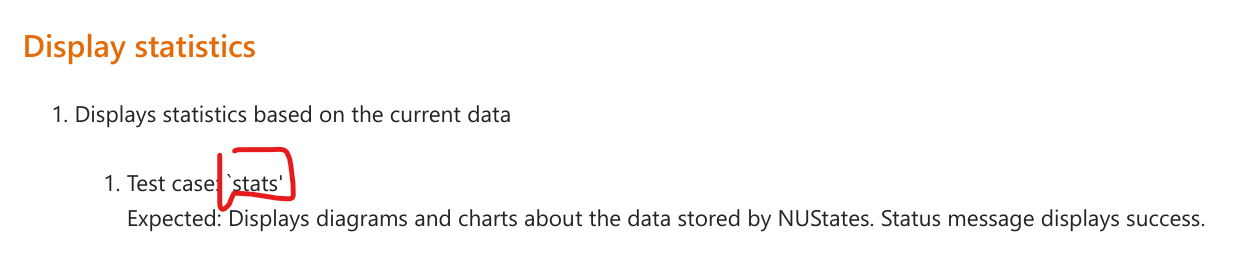 Display statistics
1. Displays statistics based on the current data
1. Test case: `stats'
Expected: Displays diagrams and charts about the data stored by NUStates. Status message displays success.